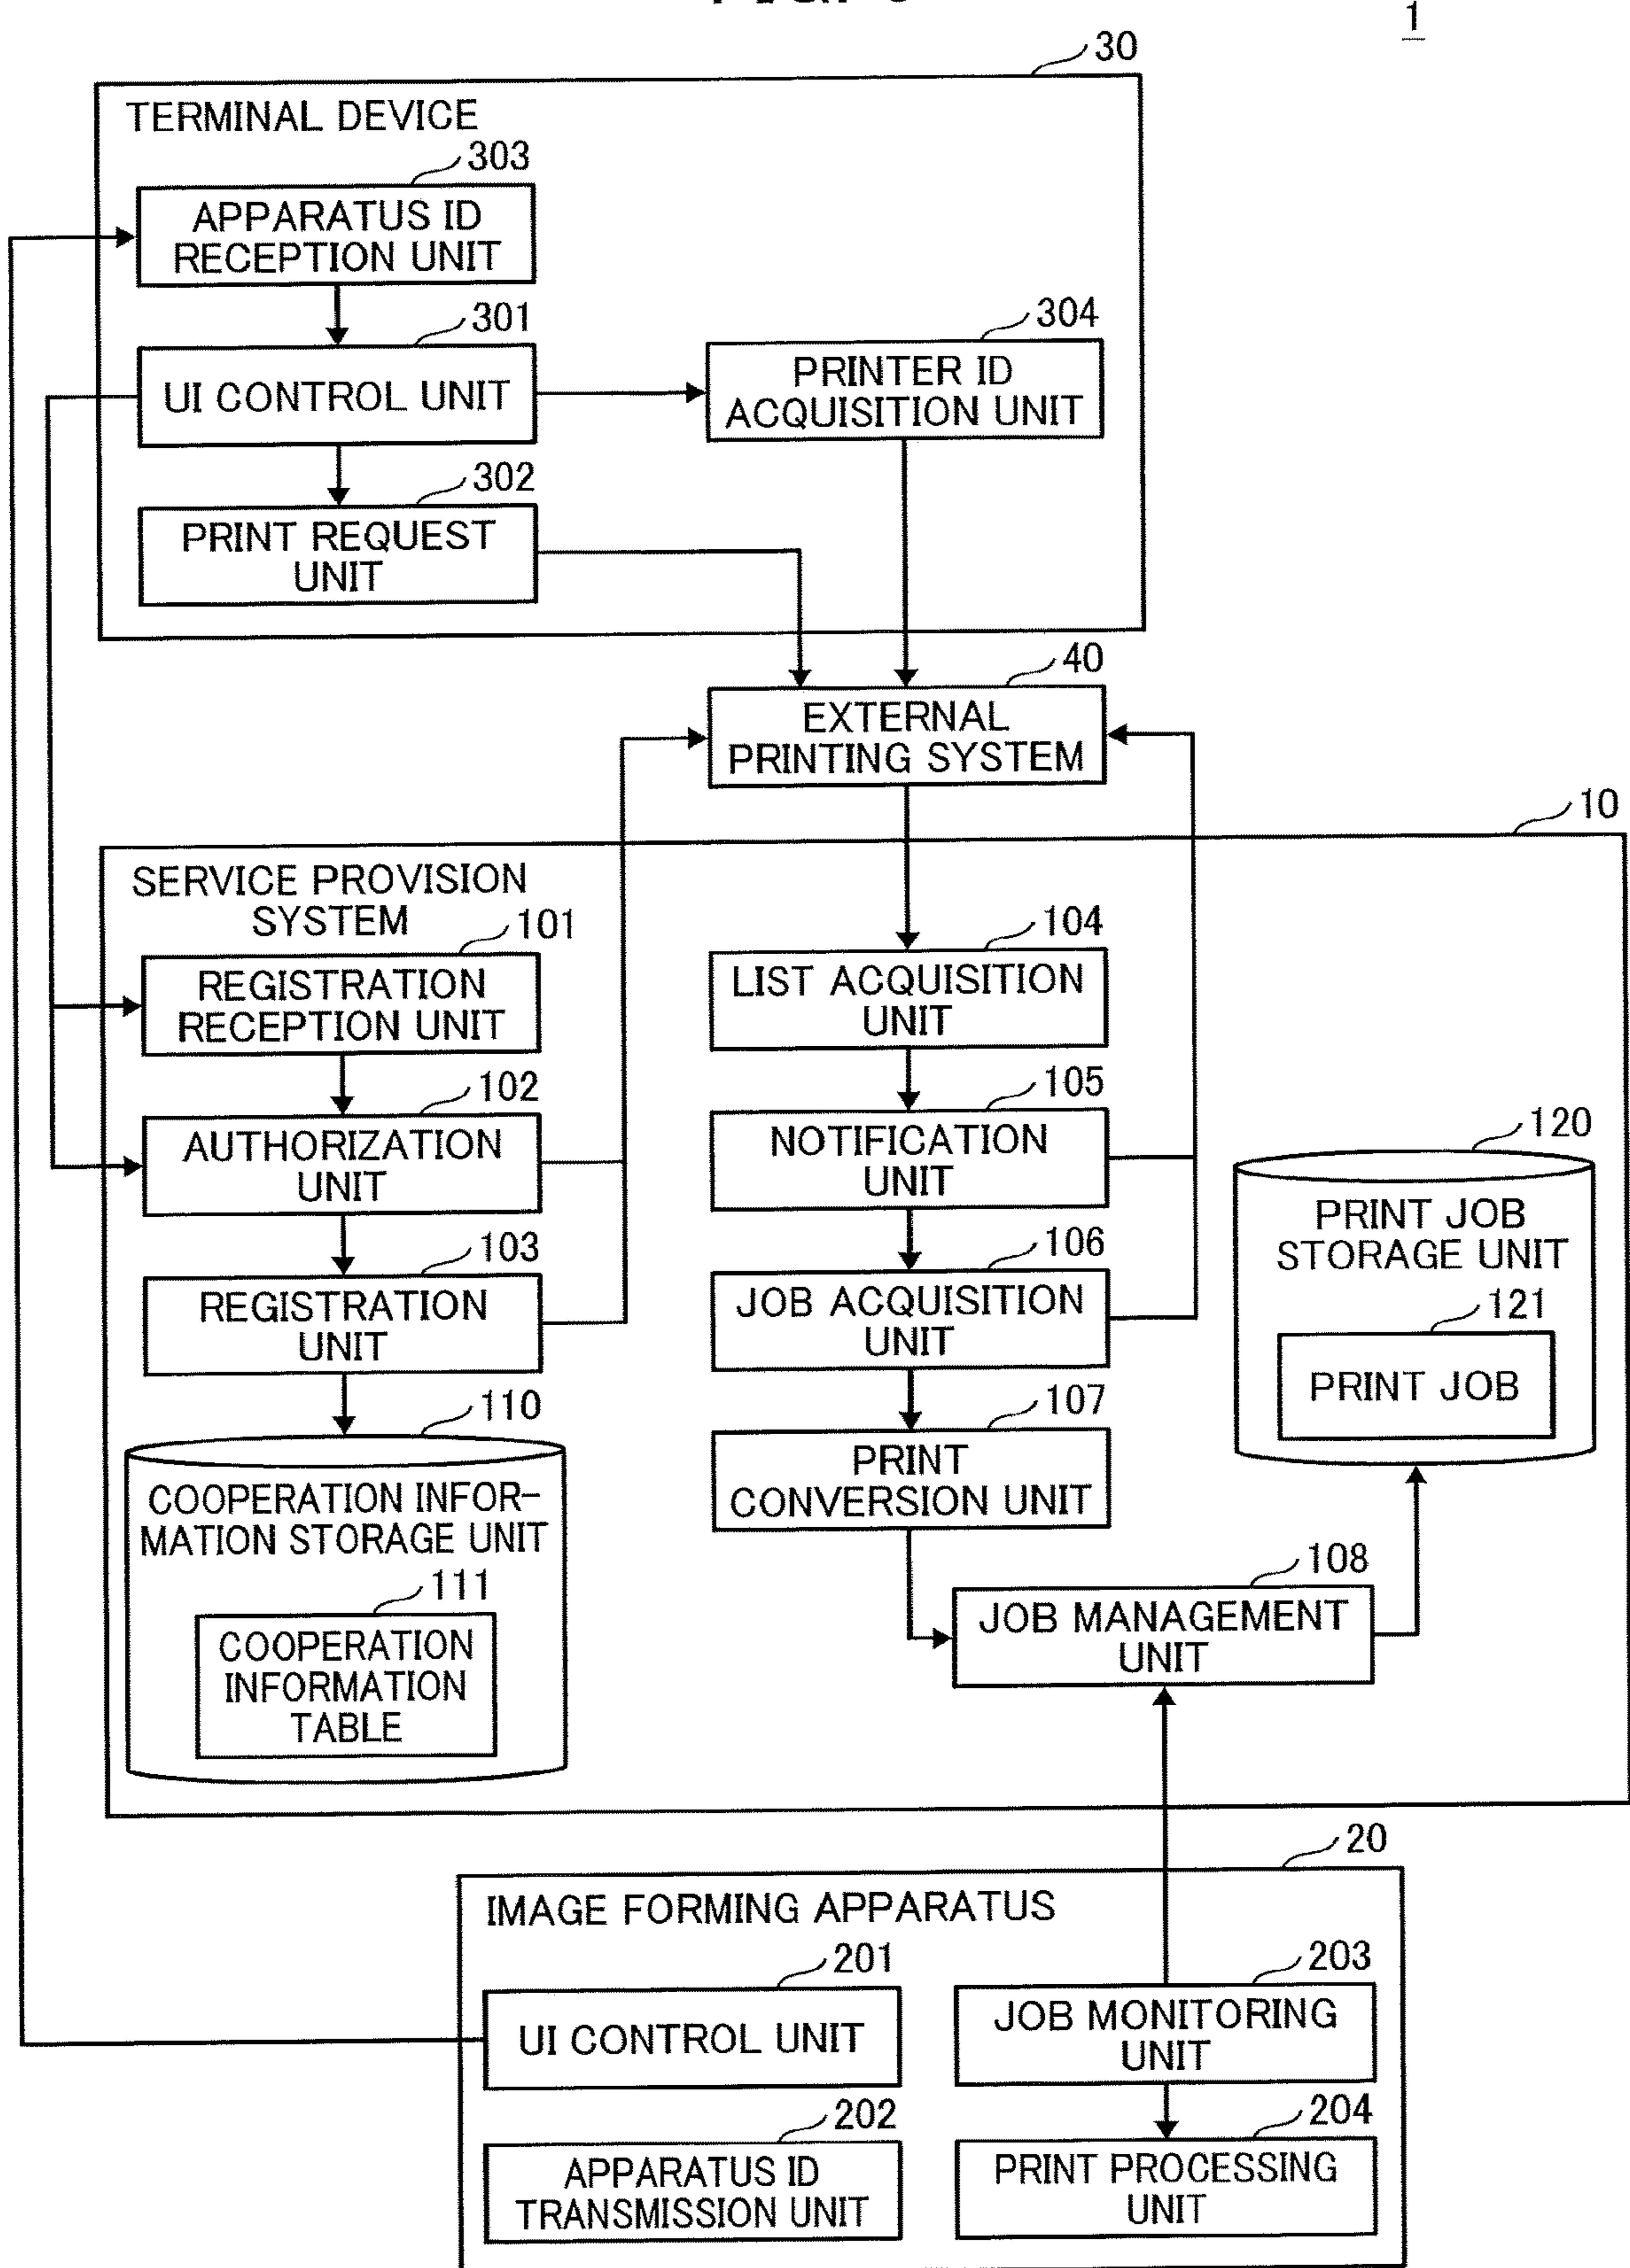 1
30
TERMINAL DEVICE
303
APPARATUS ID
RECEPTION UNIT
301
UI CONTROL UNIT
304
PRINTER ID
ACQUISITION UNIT
302
PRINT REQUEST
UNIT
40
EXTERNAL
PRINTING SYSTEM
10
SERVICE PROVISION
SYSTEM
101
REGISTRATION
RECEPTION UNIT
102
AUTHORIZATION
UNIT
103
REGISTRATION
UNIT
110
COOPERATION INFOR-
MATION STORAGE UNIT
111
COOPERATION
INFORMATION
TABLE
104
LIST ACQUISITION
UNIT
105
NOTIFICATION
UNIT
106
JOB ACQUISITION
UNIT
107
PRINT
CONVERSION UNIT
108
JOB MANAGEMENT
UNIT
120
PRINT JOB
STORAGE UNIT
121
PRINT JOB
20
IMAGE FORMING APPARATUS
201
UI CONTROL UNIT
202
APPARATUS ID
TRANSMISSION UNIT
203
JOB MONITORING
UNIT
204
PRINT PROCESSING
UNIT